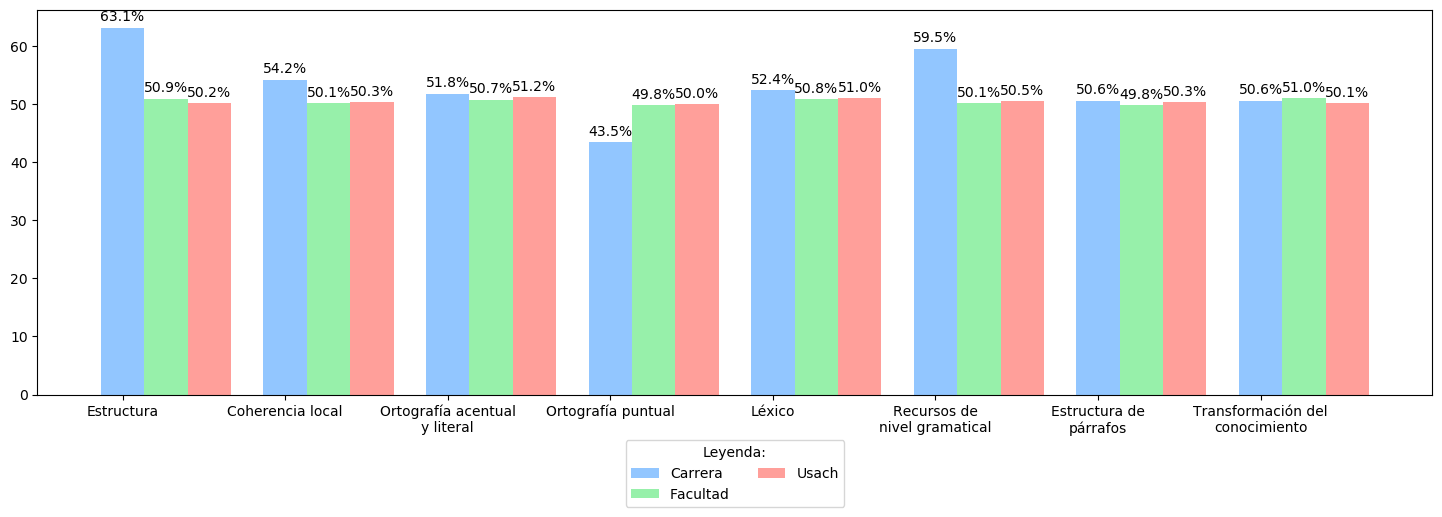 63.1%
50.9%
50.2%
54.2%
50.1%
50.3%
51.8%
50.7%
51.2%
43.5%
49.8%
50.0%
52.4%
50.8%
51.0%
59.5%
50.1%
50.5%
50.6%
49.8%
50.3%
50.6%
51.0%
50.1%
60
50
40
30
20
10
0
Estructura
Coherencia local
Ortografía acentual
y literal
Ortografía puntual
Léxico
Recursos de
nivel gramatical
Estructura de
párrafos
Transformación del
conocimiento
Leyenda:
Carrera
Facultad
Usach